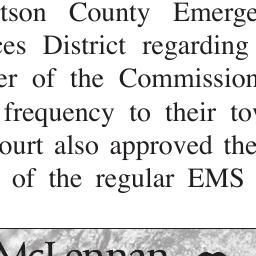 tson County Emerge
ces District regarding
er of the Commission
frequency to their tow
ourt also approved the
of the regular EMS
McLennan